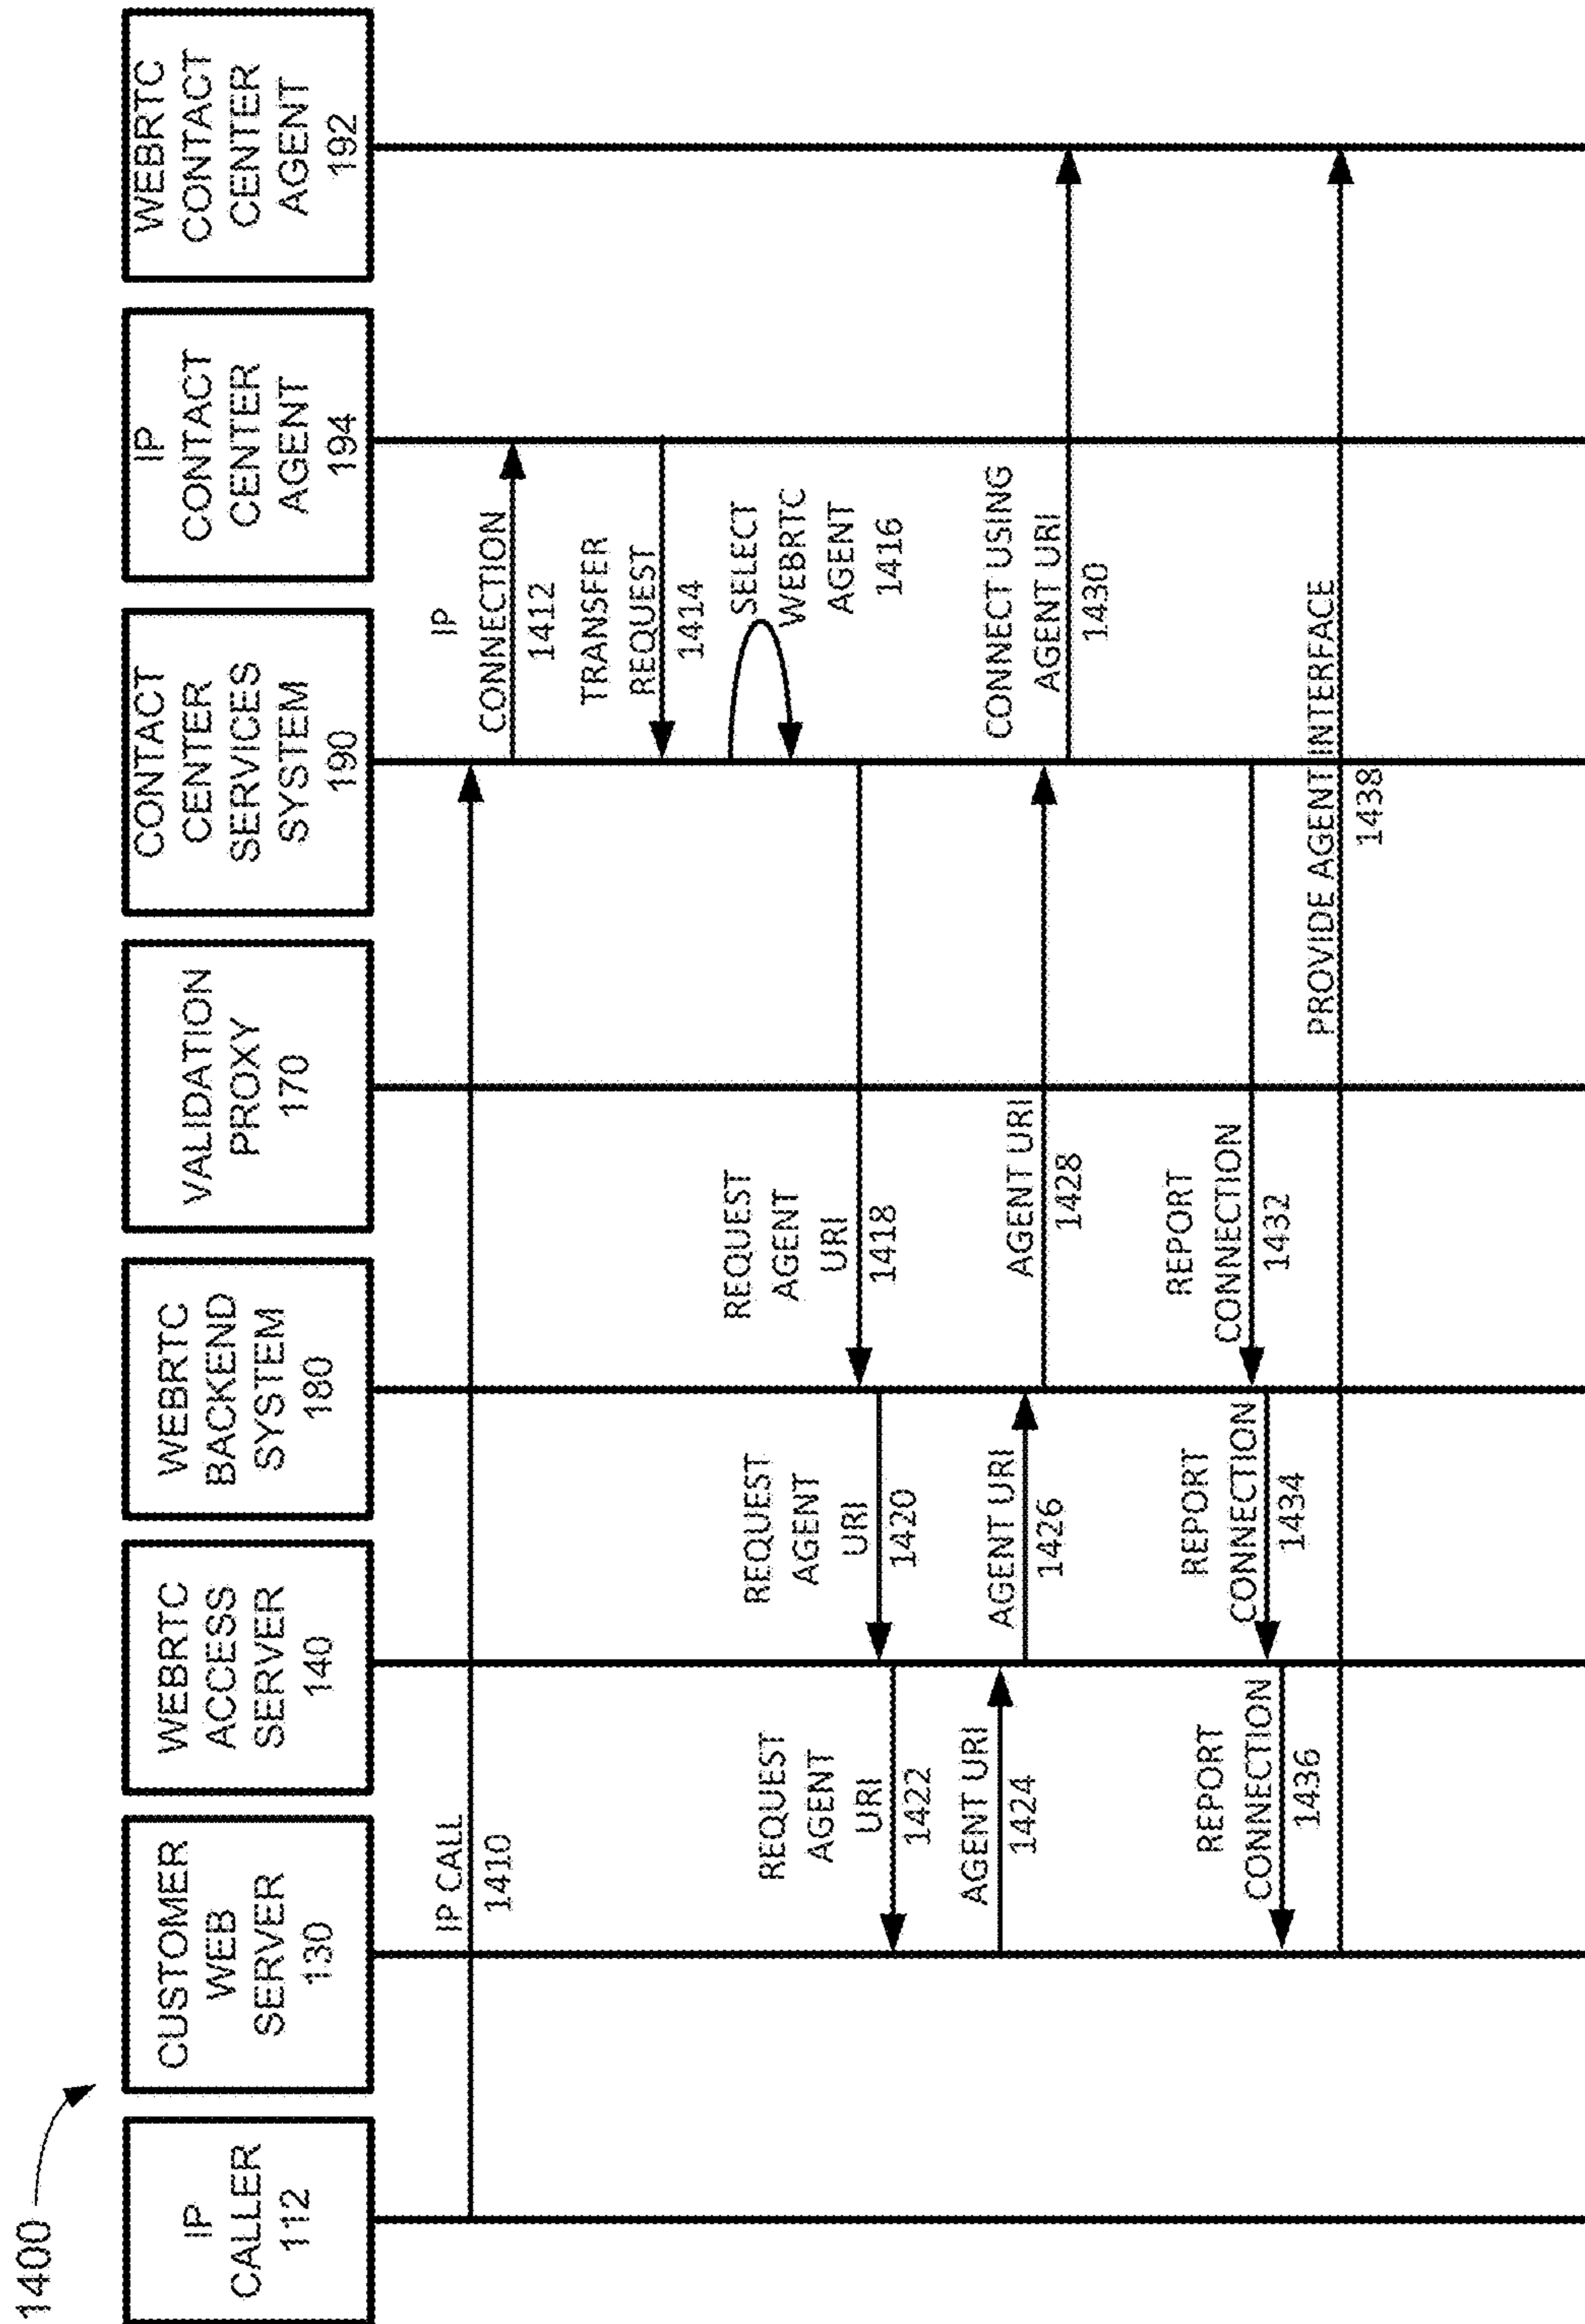 1400
IP
CALLER
112
CUSTOMER
WEB
SERVER
130
WEBRTC
ACCESS
SERVER
140
WEBRTC
BACKEND
SYSTEM
180
VALIDATION
PROXY
170
CONTACT
CENTER
SERVICES
SYSTEM
190
IP
CONTACT
CENTER
AGENT
194
WEBRTC
CONTACT
CENTER
AGENT
192
IP CALL
1410
IP
CONNECTION
1412
TRANSFER
REQUEST
1414
SELECT
WEBRTC
AGENT
1416
REQUEST
AGENT
URI
1418
REQUEST
AGENT
URI
1420
REQUEST
AGENT
URI
1422
AGENT URI
1424
AGENT URI
1426
AGENT URI
1428
CONNECT USING
AGENT URI
1430
REPORT
CONNECTION
1432
REPORT
CONNECTION
1434
REPORT
CONNECTION
1436
PROVIDE AGENT INTERFACE
1438